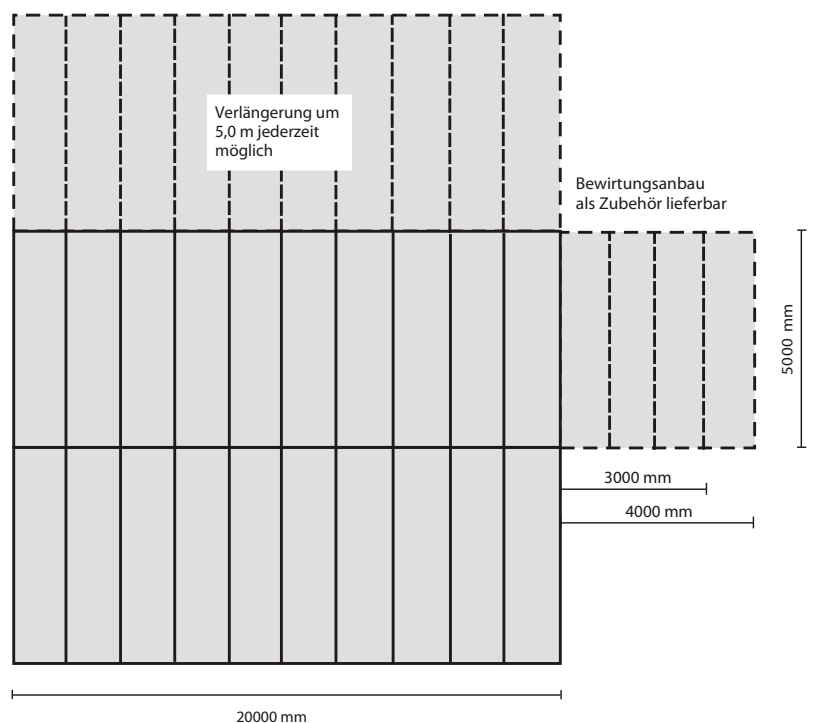 Verlängerung um
5,0 m jederzeit
möglich
Bewirtungsanbau
als Zubehör lieferbar
5000 mm
3000 mm
4000 mm
20000 mm